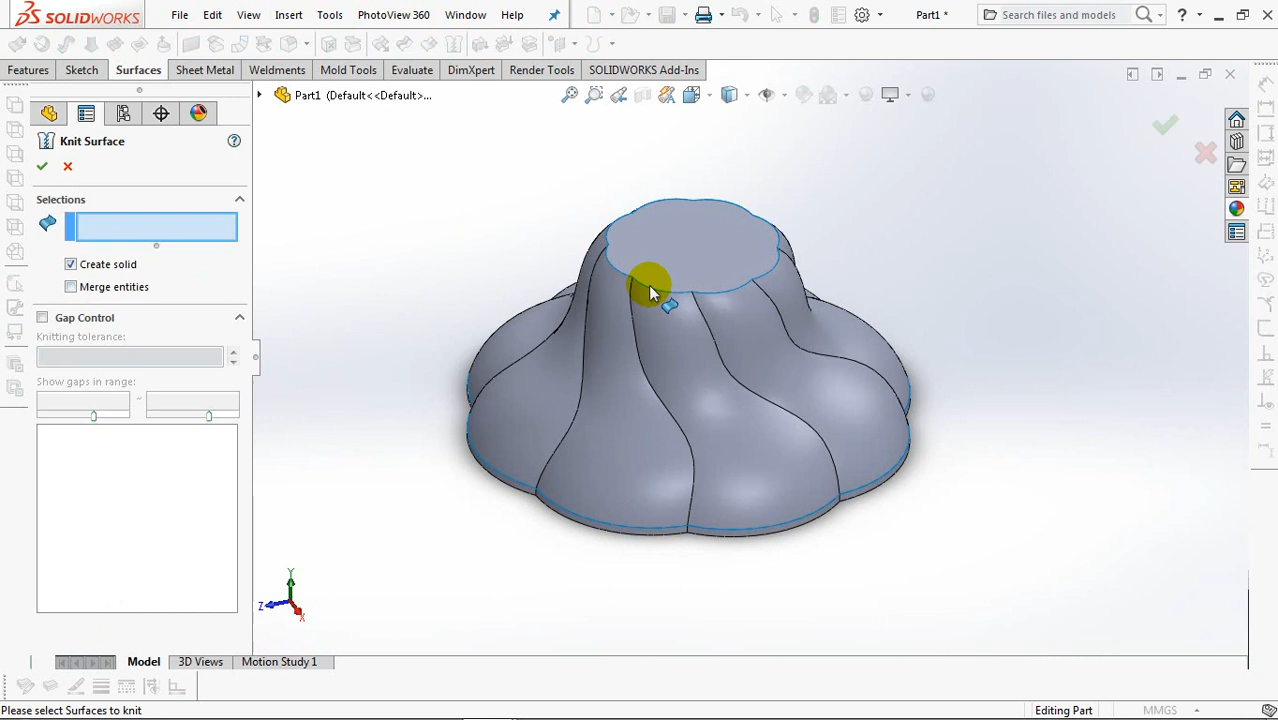 SOLIDWORKS File Edit View Insert Tools PhotoView 360 Window Help Part1 * Search files and models ?
Features Sketch Surfaces Sheet Metal Weldments Mold Tools Evaluate DimXpert Render Tools SOLIDWORKS Add-Ins
Part1 (Default<<Default>...
Knit Surface ?
Selections
Create solid
Merge entities
Gap Control
Knitting tolerance:
Show gaps in range:
-
Y
Z
X
Model 3D Views Motion Study 1
Please select Surfaces to knit Editing Part MMGS